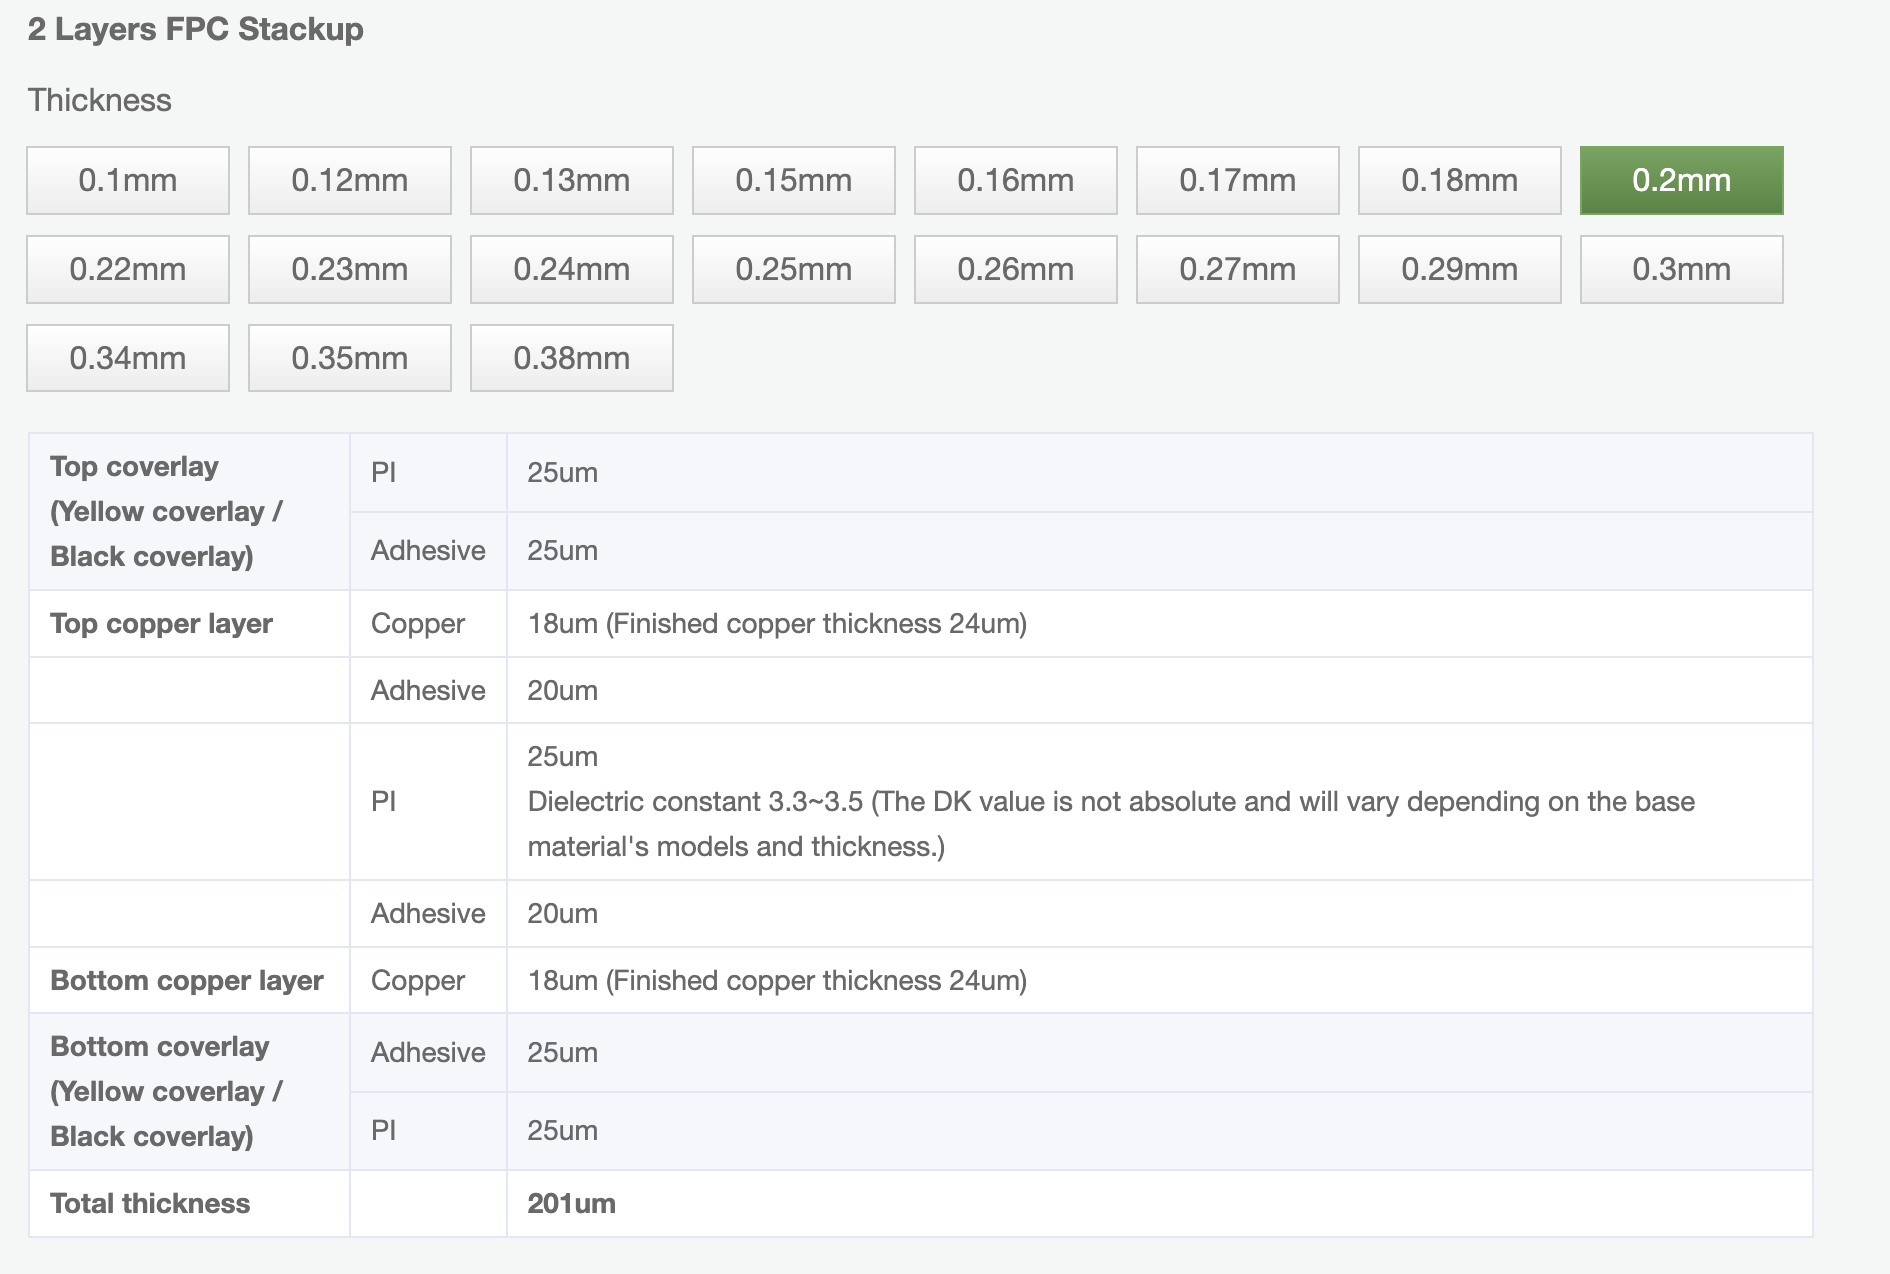 2 Layers FPC Stackup
Thickness
0.1mm 0.12mm 0.13mm 0.15mm 0.16mm 0.17mm 0.18mm 0.2mm
0.22mm 0.23mm 0.24mm 0.25mm 0.26mm 0.27mm 0.29mm 0.3mm
0.34mm 0.35mm 0.38mm
Top coverlay
(Yellow coverlay /
Black coverlay)
PI 25um
Adhesive 25um
Top copper layer Copper 18um (Finished copper thickness 24um)
Adhesive 20um
PI
25um
Dielectric constant 3.3~3.5 (The DK value is not absolute and will vary depending on the base
material's models and thickness.)
Adhesive 20um
Bottom copper layer Copper 18um (Finished copper thickness 24um)
Bottom coverlay
(Yellow coverlay /
Black coverlay)
Adhesive 25um
PI 25um
Total thickness 201um